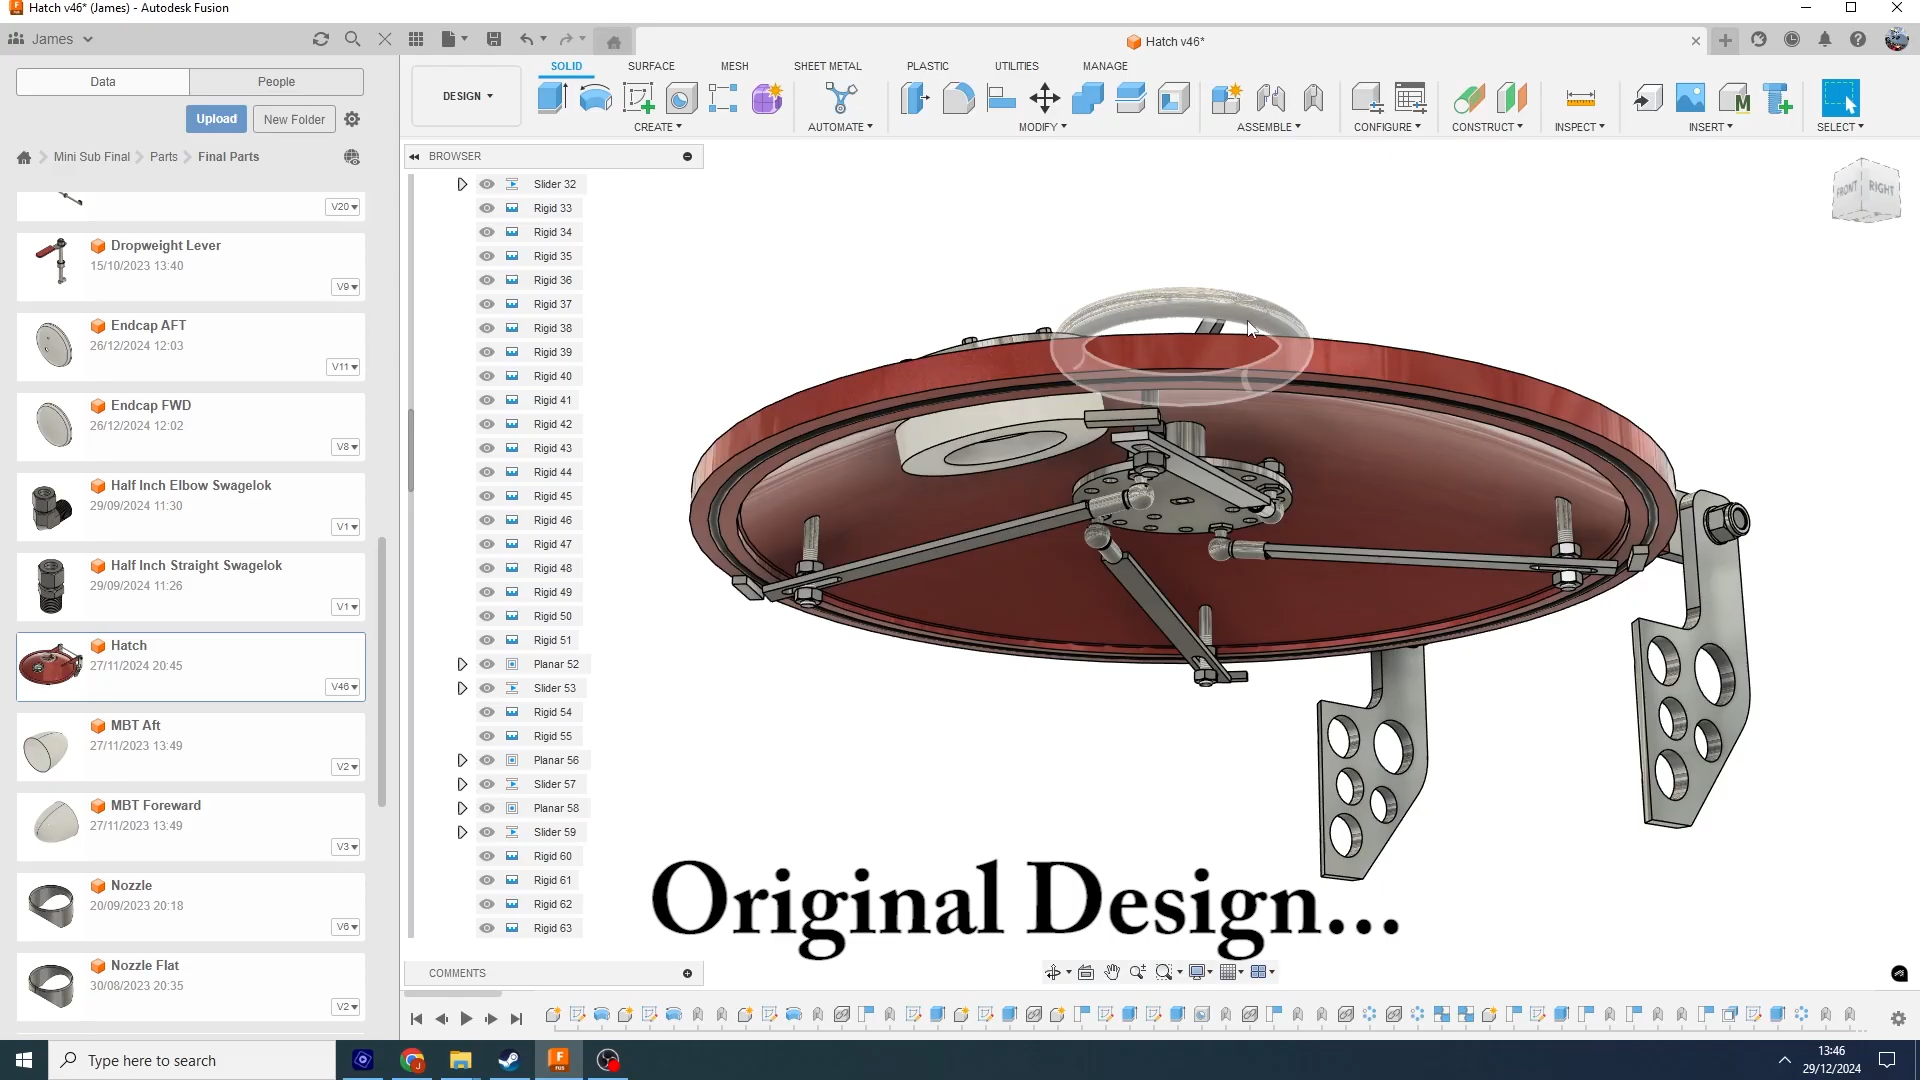 Hatch v46* (James) - Autodesk Fusion
James
Hatch v46*
Data
People
Upload
New Folder
Mini Sub Final
Parts
Final Parts
V20
Dropweight Lever
15/10/2023 13:40
V9
Endcap AFT
26/12/2024 12:03
V11
Endcap FWD
26/12/2024 12:02
V8
Half Inch Elbow Swagelok
29/09/2024 11:30
V1
Half Inch Straight Swagelok
29/09/2024 11:26
V1
Hatch
27/11/2024 20:45
V46
MBT Aft
27/11/2023 13:49
V2
MBT Foreward
27/11/2023 13:49
V3
Nozzle
20/09/2023 20:18
V6
Nozzle Flat
30/08/2023 20:35
V2
DESIGN
SOLID
SURFACE
MESH
SHEET METAL
PLASTIC
UTILITIES
MANAGE
CREATE
AUTOMATE
MODIFY
ASSEMBLE
CONFIGURE
CONSTRUCT
INSPECT
INSERT
SELECT
BROWSER
Slider 32
Rigid 33
Rigid 34
Rigid 35
Rigid 36
Rigid 37
Rigid 38
Rigid 39
Rigid 40
Rigid 41
Rigid 42
Rigid 43
Rigid 44
Rigid 45
Rigid 46
Rigid 47
Rigid 48
Rigid 49
Rigid 50
Rigid 51
Planar 52
Slider 53
Rigid 54
Rigid 55
Planar 56
Slider 57
Planar 58
Slider 59
Rigid 60
Rigid 61
Rigid 62
Rigid 63
FRONT
RIGHT
Original Design...
COMMENTS
Type here to search
13:46
29/12/2024